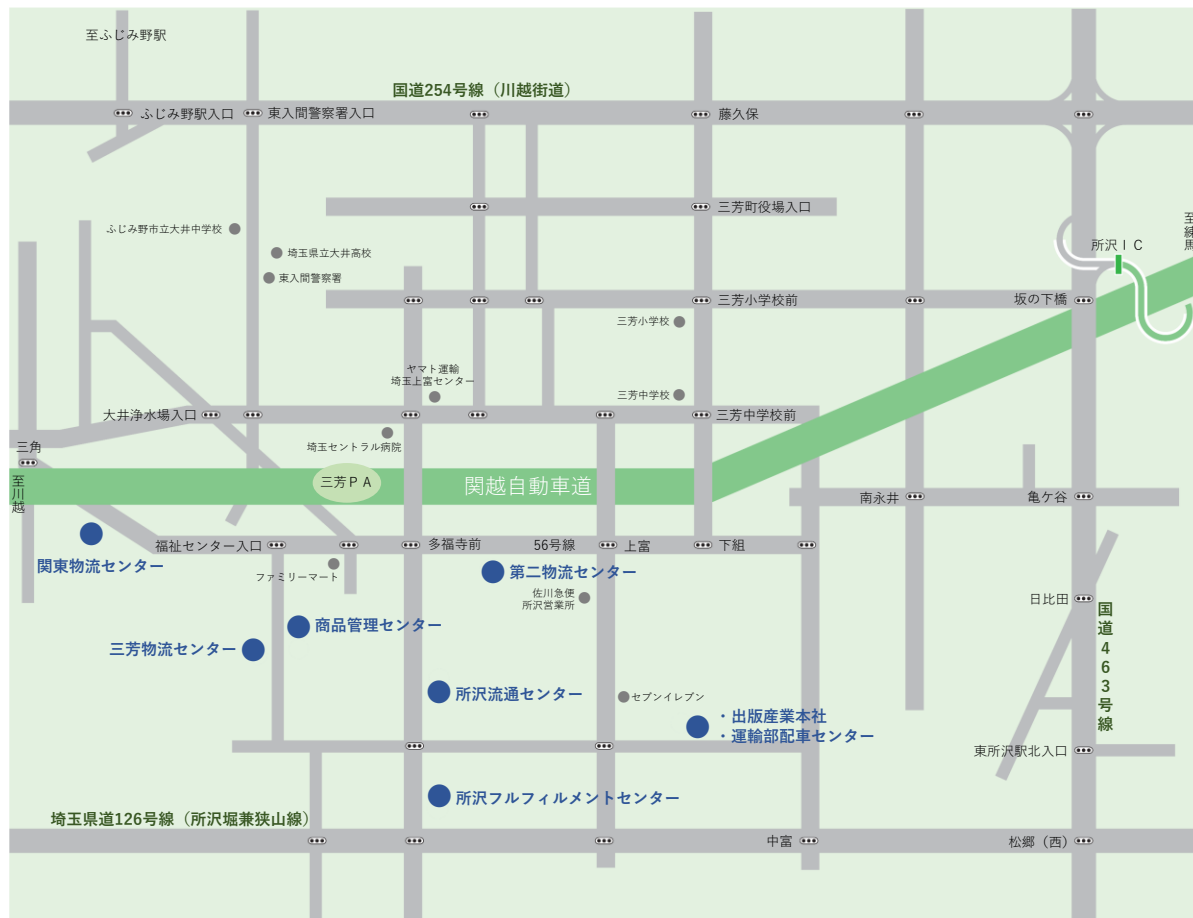 至ふじみ野駅
国道254号線（川越街道）
ふじみ野駅入口
東入間警察署入口
藤久保
三芳町役場入口
ふじみ野市立大井中学校
埼玉県立大井高校
東入間警察署
至練馬
所沢ＩＣ
三芳小学校前
坂の下橋
三芳小学校
ヤマト運輸
埼玉上富センター
三芳中学校
大井浄水場入口
三芳中学校前
埼玉セントラル病院
三角
至川越
三芳ＰＡ
関越自動車道
南永井
亀ケ谷
福祉センター入口
多福寺前
56号線
上富
下組
関東物流センター
ファミリーマート
第二物流センター
佐川急便
所沢営業所
日比田
国道463号線
商品管理センター
三芳物流センター
所沢流通センター
セブンイレブン
・出版産業本社
・運輸部配車センター
東所沢駅北入口
所沢フルフィルメントセンター
埼玉県道126号線（所沢堀兼狭山線）
中富
松郷（西）